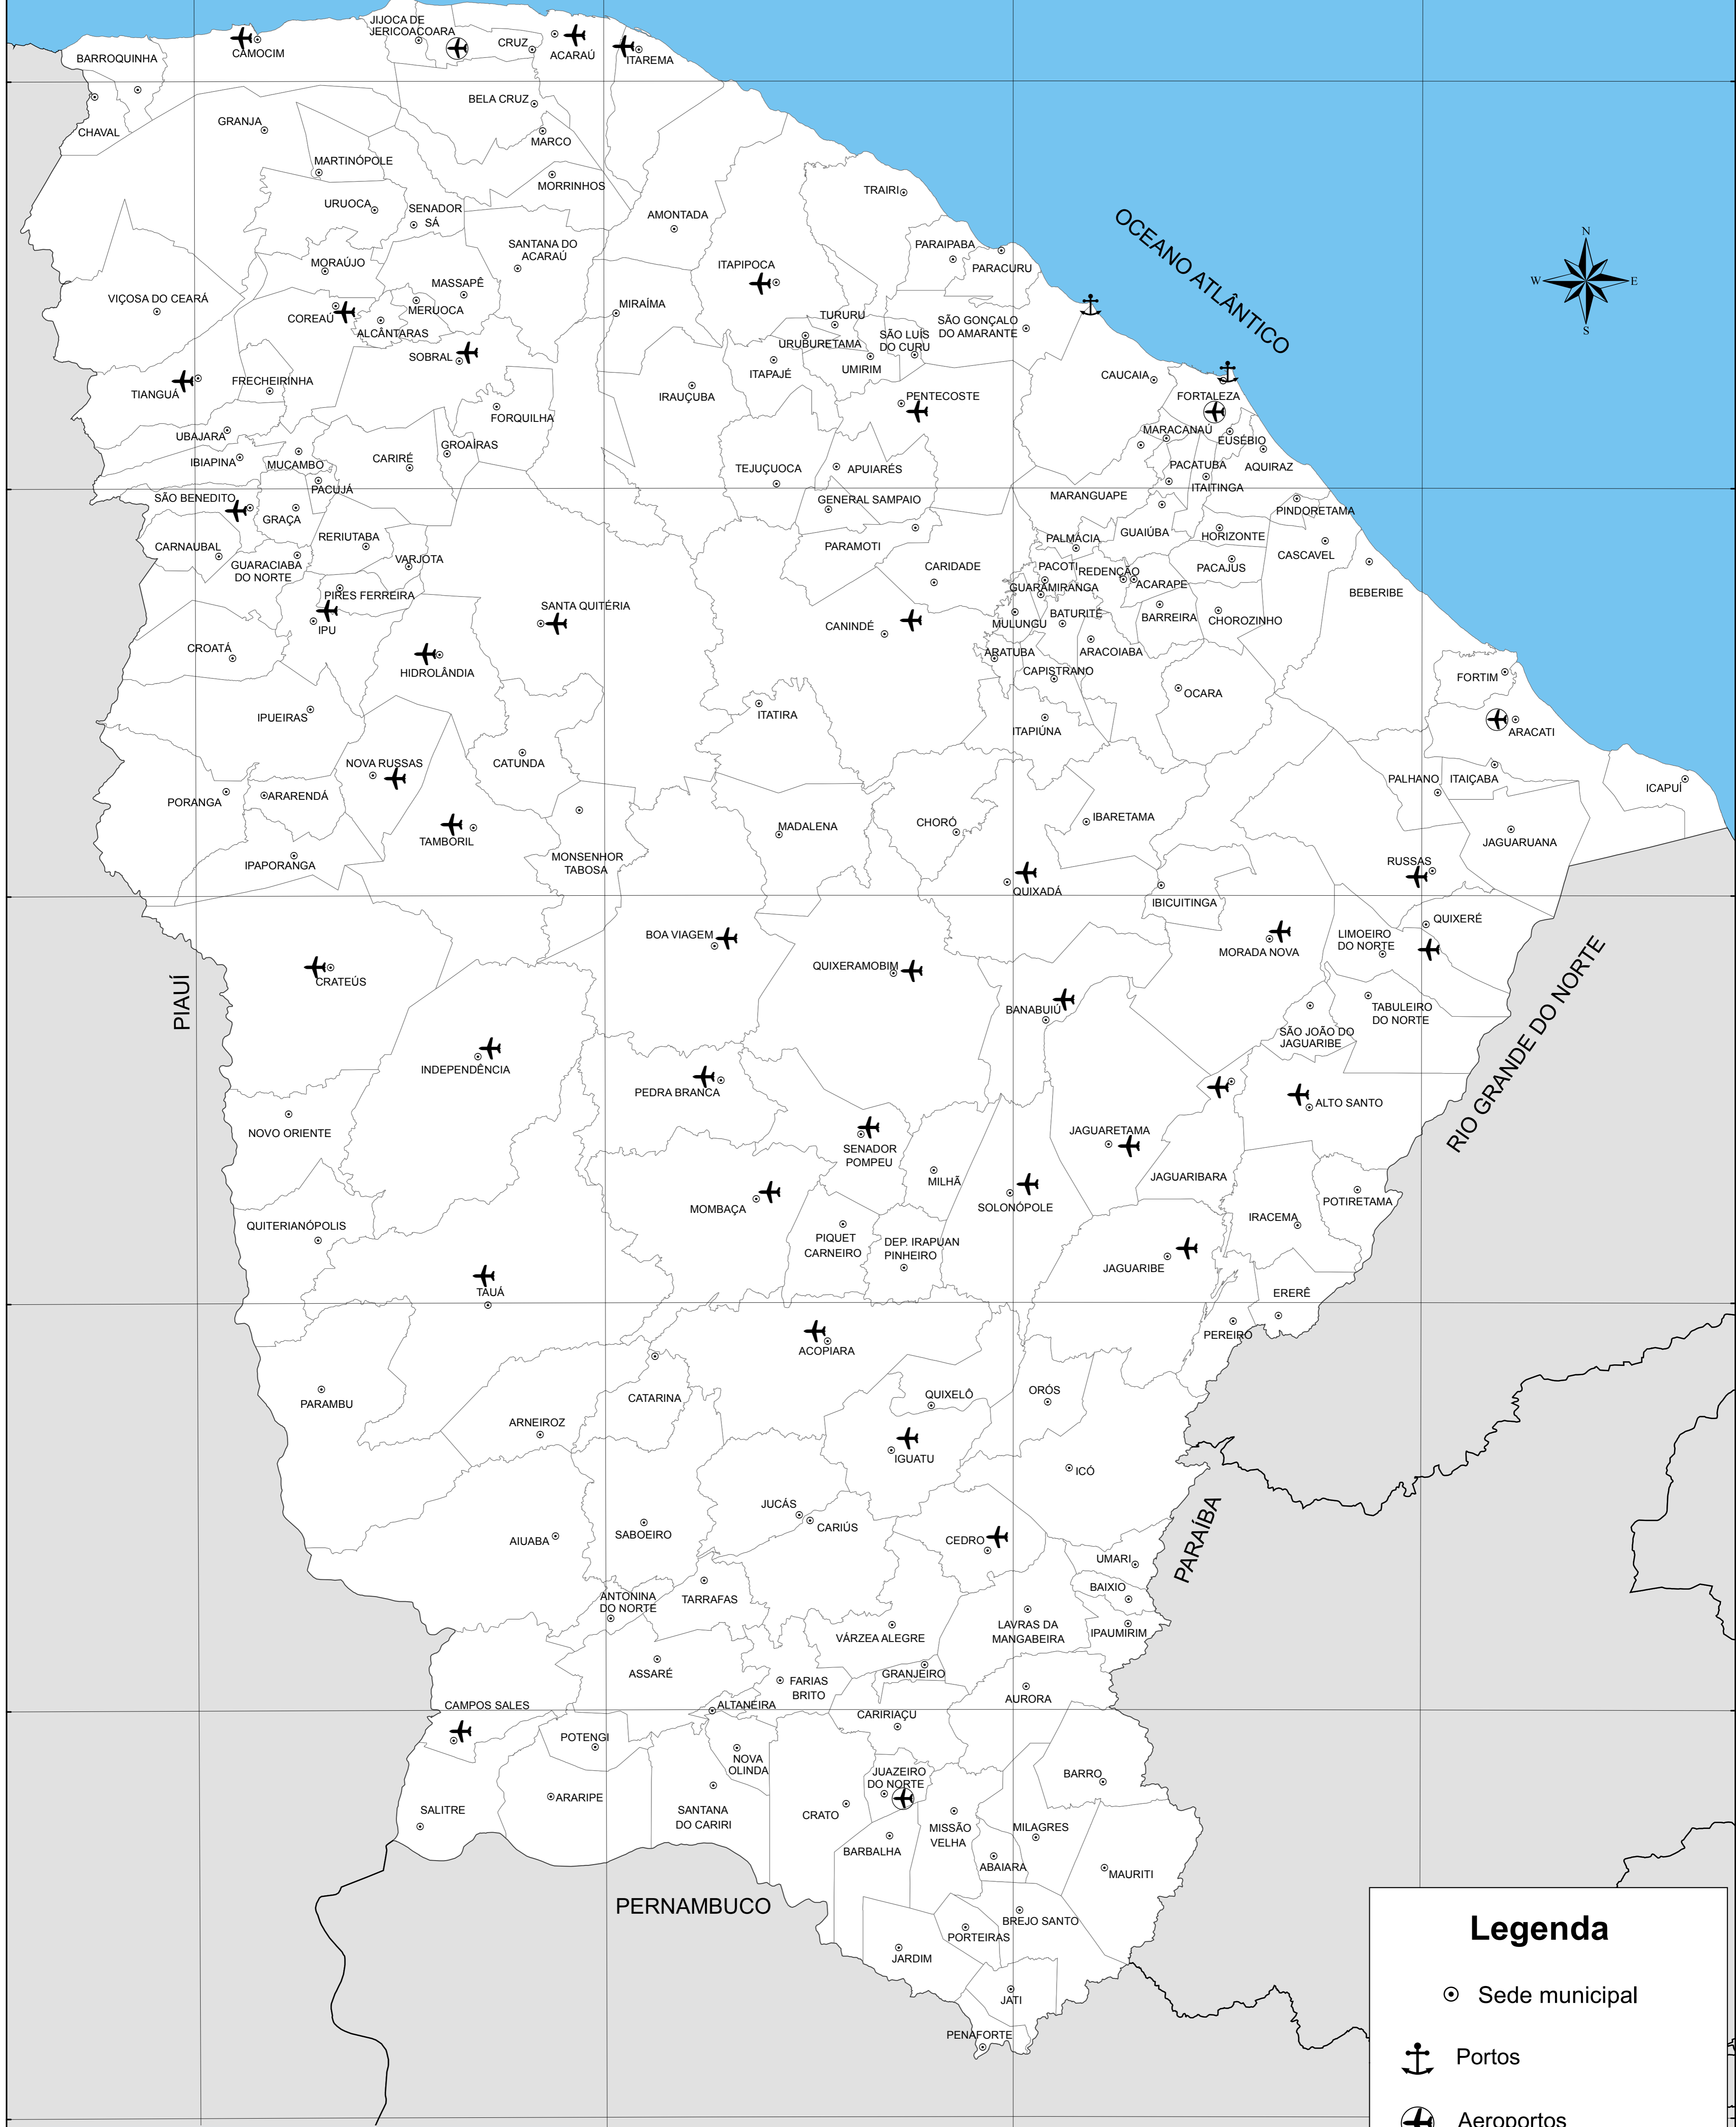 JIJOCA DE
JERICOACOARA
CRUZ
ACARAÚ
ITAREMA
CAMOCIM
BARROQUINHA
CHAVAL
GRANJA
BELA CRUZ
MARCO
MARTINÓPOLE
MORRINHOS
TRAIRI
URUOCA
SENADOR
SÁ
AMONTADA
OCEANO ATLÂNTICO
N
W
E
S
SANTANA DO
ACARAÚ
PARAIPABA
PARACURU
MORAÚJO
ITAPIPOCA
MASSAPÊ
VIÇOSA DO CEARÁ
MIRAÍMA
MERUOCA
COREAÚ
ALCÂNTARAS
TURURU
SÃO GONÇALO
DO AMARANTE
URUBURETAMA
SÃO LUÍS
DO CURU
SOBRAL
UMIRIM
ITAPAJÉ
CAUCAIA
FRECHEIRINHA
TIANGUÁ
IRAUÇUBA
PENTECOSTE
FORTALEZA
FORQUILHA
MARACANAÚ
EUSÉBIO
UBAJARA
GROAÍRAS
IBIAPINA
MUCAMBO
CARIRÉ
TEJUÇUOCA
APUIARÉS
PACATUBA
AQUIRAZ
PACUJÁ
ITAITINGA
SÃO BENEDITO
GENERAL SAMPAIO
MARANGUAPE
PINDORETAMA
GRAÇA
RERIUTABA
GUAIÚBA
HORIZONTE
CARNAUBAL
PARAMOTI
PALMÁCIA
CASCAVEL
GUARACIABA
DO NORTE
VARJOTA
CARIDADE
PACOTI
REDENÇÃO
PACAJUS
GUARAMIRANGA
ACARAPE
BEBERIBE
PIRES FERREIRA
SANTA QUITÉRIA
BATURITÉ
BARREIRA
CHOROZINHO
IPU
CANINDÉ
MULUNGU
CROATÁ
ARATUBA
ARACOIABA
HIDROLÂNDIA
CAPISTRANO
FORTIM
OCARA
IPUEIRAS
ITATIRA
ITAPIÚNA
ARACATI
NOVA RUSSAS
CATUNDA
PALHANO
ITAIÇABA
ICAPUÍ
PORANGA
ARARENDÁ
MADALENA
CHORÓ
IBARETAMA
TAMBORIL
JAGUARUANA
IPAPORANGA
MONSENHOR
TABOSA
RUSSAS
QUIXADÁ
IBICUITINGA
QUIXERÉ
BOA VIAGEM
LIMOEIRO
DO NORTE
MORADA NOVA
QUIXERAMOBIM
CRATEÚS
PIAUÍ
BANABUIÚ
TABULEIRO
DO NORTE
SÃO JOÃO DO
JAGUARIBE
RIO GRANDE DO NORTE
INDEPENDÊNCIA
PEDRA BRANCA
ALTO SANTO
NOVO ORIENTE
JAGUARETAMA
SENADOR
POMPEU
MILHÃ
JAGUARIBARA
POTIRETAMA
MOMBAÇA
SOLONÓPOLE
IRACEMA
QUITERIANÓPOLIS
PIQUET
CARNEIRO
DEP. IRAPUAN
PINHEIRO
JAGUARIBE
TAUÁ
ERERÊ
PEREIRO
ACOPIARA
PARAMBU
CATARINA
QUIXELÔ
ORÓS
ARNEIROZ
IGUATU
ICÓ
JUCÁS
CARIÚS
SABOEIRO
AIUABA
CEDRO
PARAÍBA
UMARI
BAIXIO
ANTONINA
DO NORTE
TARRAFAS
LAVRAS DA
MANGABEIRA
IPAUMIRIM
VÁRZEA ALEGRE
ASSARÉ
GRANJEIRO
FARIAS
BRITO
AURORA
CAMPOS SALES
ALTANEIRA
CARIRIAÇU
POTENGI
NOVA
OLINDA
JUAZEIRO
DO NORTE
BARRO
ARARIPE
SALITRE
SANTANA
DO CARIRI
CRATO
MISSÃO
VELHA
MILAGRES
BARBALHA
ABAIARA
MAURITI
PERNAMBUCO
BREJO SANTO
PORTEIRAS
JARDIM
JATI
PENAFORTE
Legenda
Sede municipal
Portos
Aeroportos